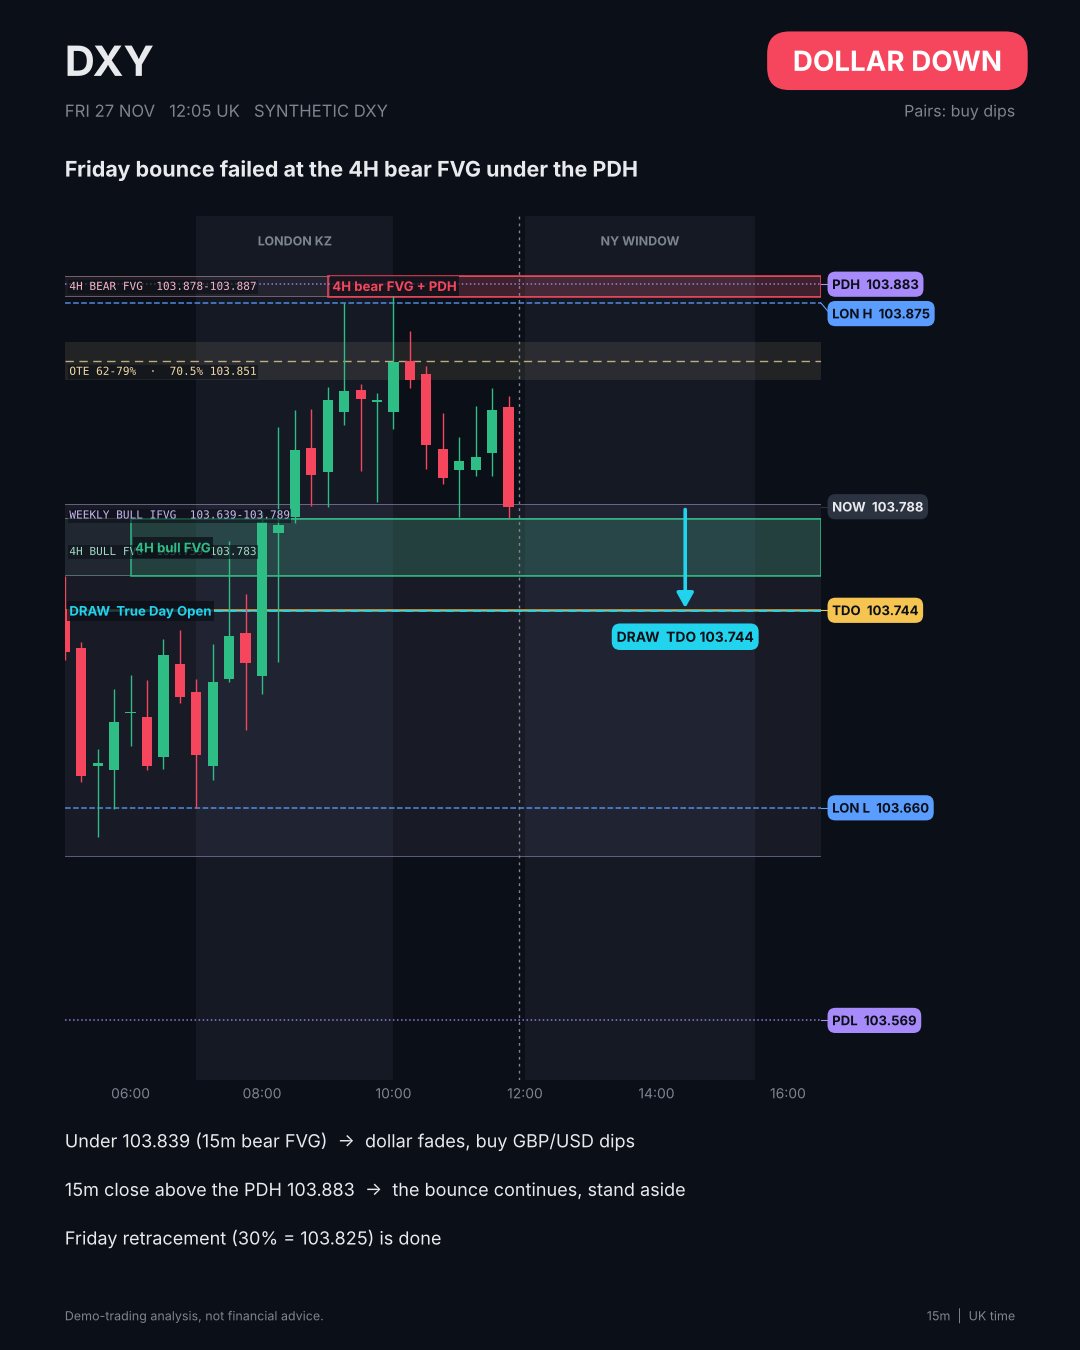 DXY
DOLLAR DOWN
FRI 27 NOV 12:05 UK SYNTHETIC DXY
Pairs: buy dips
Friday bounce failed at the 4H bear FVG under the PDH
LONDON KZ
NY WINDOW
4H BEAR FVG 103.878-103.887
4H bear FVG + PDH
PDH 103.883
LON H 103.875
OTE 62-79% · 70.5% 103.851
NOW 103.788
WEEKLY BULL IFVG 103.639-103.789
4H bull FVG
4H BULL 103.783
DRAW True Day Open
TDO 103.744
DRAW TDO 103.744
LON L 103.660
PDL 103.569
06:00
08:00
10:00
12:00
14:00
16:00
Under 103.839 (15m bear FVG) → dollar fades, buy GBP/USD dips
15m close above the PDH 103.883 → the bounce continues, stand aside
Friday retracement (30% = 103.825) is done
Demo-trading analysis, not financial advice.
15m | UK time